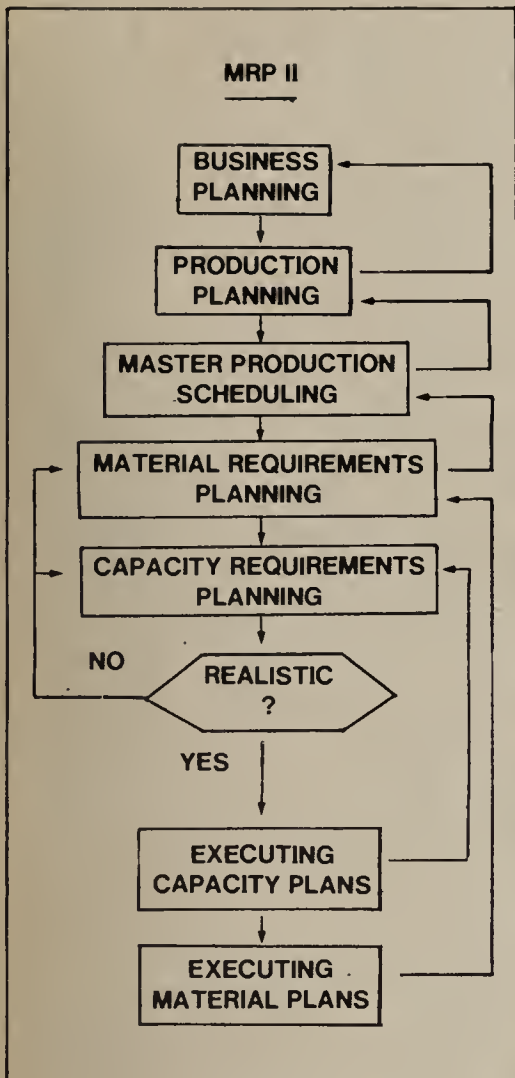 MRP II
BUSINESS
PLANNING
PRODUCTION
PLANNING
MASTER PRODUCTION
SCHEDULING
MATERIAL REQUIREMENTS
PLANNING
CAPACITY REQUIREMENTS
PLANNING
NO
REALISTIC
?
YES
EXECUTING
CAPACITY PLANS
EXECUTING
MATERIAL PLANS